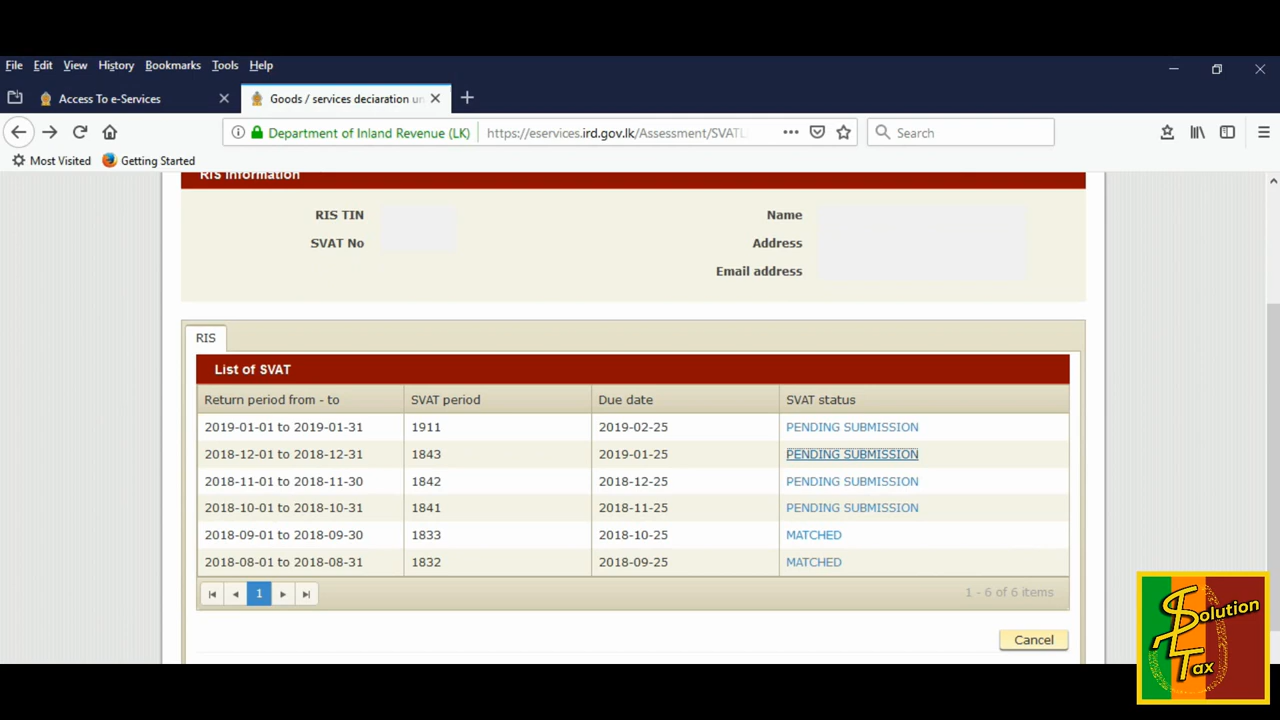 File Edit View History Bookmarks Tools Help
Access To e-Services
Goods / services declaration un
Department of Inland Revenue (LK) https://eservices.ird.gov.lk/Assessment/SVATL
Search
Most Visited Getting Started
RIS Information
RIS TIN Name
SVAT No Address
Email address
RIS
List of SVAT
Return period from - to SVAT period Due date SVAT status
2019-01-01 to 2019-01-31 1911 2019-02-25 PENDING SUBMISSION
2018-12-01 to 2018-12-31 1843 2019-01-25 PENDING SUBMISSION
2018-11-01 to 2018-11-30 1842 2018-12-25 PENDING SUBMISSION
2018-10-01 to 2018-10-31 1841 2018-11-25 PENDING SUBMISSION
2018-09-01 to 2018-09-30 1833 2018-10-25 MATCHED
2018-08-01 to 2018-08-31 1832 2018-09-25 MATCHED
1 1 - 6 of 6 items
Cancel
Solution
Tax